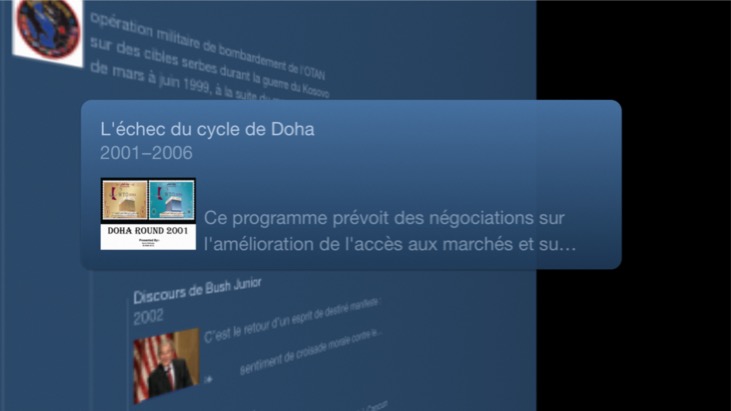 opération militaire de bombardement de l'OTAN
sur des cibles serbes durant la guerre du Kosovo
de mars à juin 1999, à la suite
L'échec du cycle de Doha
2001–2006
DOHA ROUND 2001
Ce programme prévoit des négociations sur
l'amélioration de l'accès aux marchés et su…
Discours de Bush Junior
2002
C'est le retour d'un esprit de destiné manifeste :
sentiment de croisade morale contre le...